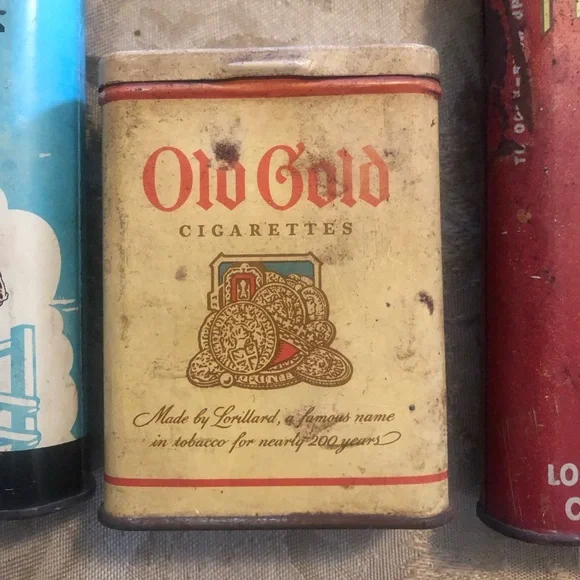 Old Gold
CIGARETTES
Made by Lorillard, a famous name
in tobacco for nearly 200 years
LO
C